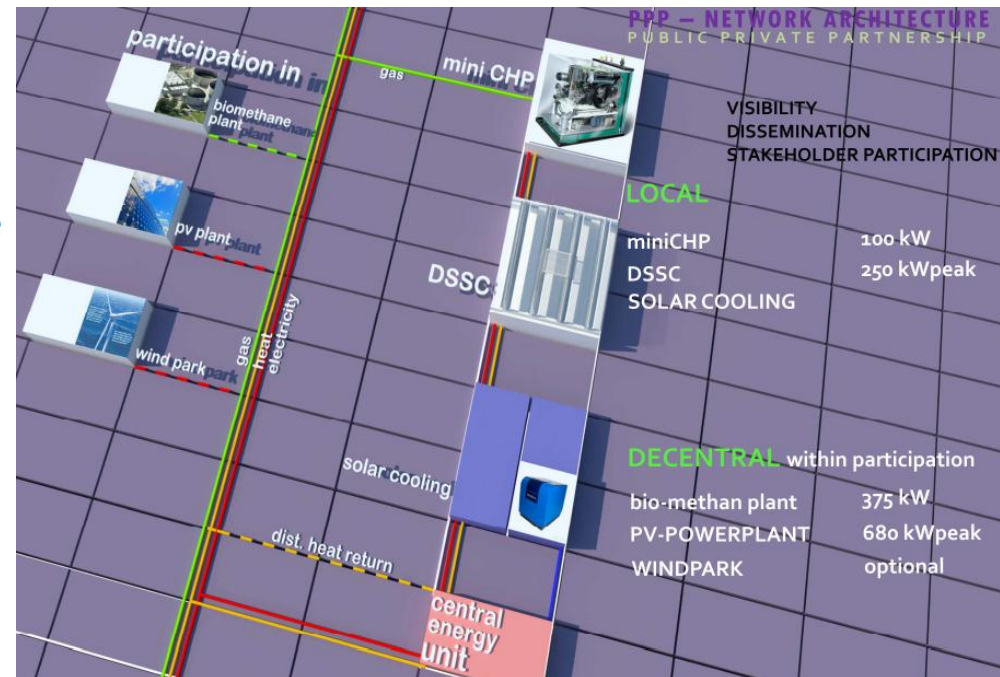 PPP – NETWORK ARCHITECTURE
PUBLIC PRIVATE PARTNERSHIP
participation in
gas
mini CHP
biomethane
plant
VISIBILITY
DISSEMINATION
STAKEHOLDER PARTICIPATION
LOCAL
miniCHP 100 kW
DSSC 250 kWpeak
SOLAR COOLING
pv plant
DSSC
wind park
gas
heat
electricity
solar cooling
DECENTRAL within participation
bio-methan plant 375 kW
PV-POWERPLANT 680 kWpeak
WINDPARK optional
dist. heat return
central
energy
unit